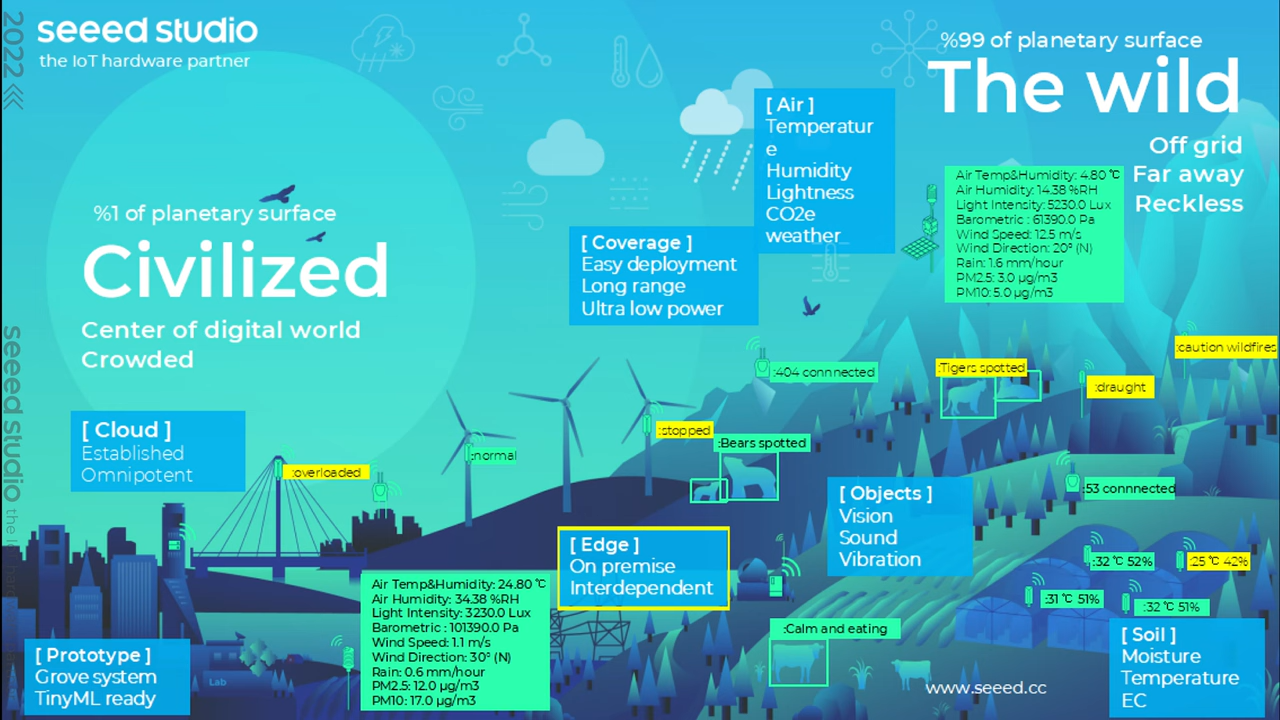 seeed studio
the IoT hardware partner
2022
%99 of planetary surface
The wild
Off grid
Far away
Reckless
[ Air ]
Temperatur
e
Humidity
Lightness
CO2e
weather
Air Temp&Humidity: 4.80 ℃
Air Humidity: 14.38 %RH
Light Intensity: 5230.0 Lux
Barometric : 61390.0 Pa
Wind Speed: 12.5 m/s
Wind Direction: 20° (N)
Rain: 1.6 mm/hour
PM2.5: 3.0 µg/m3
PM10: 5.0 µg/m3
%1 of planetary surface
Civilized
Center of digital world
Crowded
[ Coverage ]
Easy deployment
Long range
Ultra low power
:caution wildfires
:404 connnected
:Tigers spotted
:draught
[ Cloud ]
Established
Omnipotent
:overloaded
:normal
:stopped
:Bears spotted
seeed studio
[ Objects ]
Vision
Sound
Vibration
:53 connnected
[ Edge ]
On premise
Interdependent
:32 ℃ 52%
:25 ℃ 42%
:31 ℃ 51%
:32 ℃ 51%
Air Temp&Humidity: 24.80 ℃
Air Humidity: 34.38 %RH
Light Intensity: 3230.0 Lux
Barometric : 101390.0 Pa
Wind Speed: 1.1 m/s
Wind Direction: 30° (N)
Rain: 0.6 mm/hour
PM2.5: 12.0 µg/m3
PM10: 17.0 µg/m3
:Calm and eating
[ Prototype ]
Grove system
TinyML ready
Lab
[ Soil ]
Moisture
Temperature
EC
www.seeed.cc